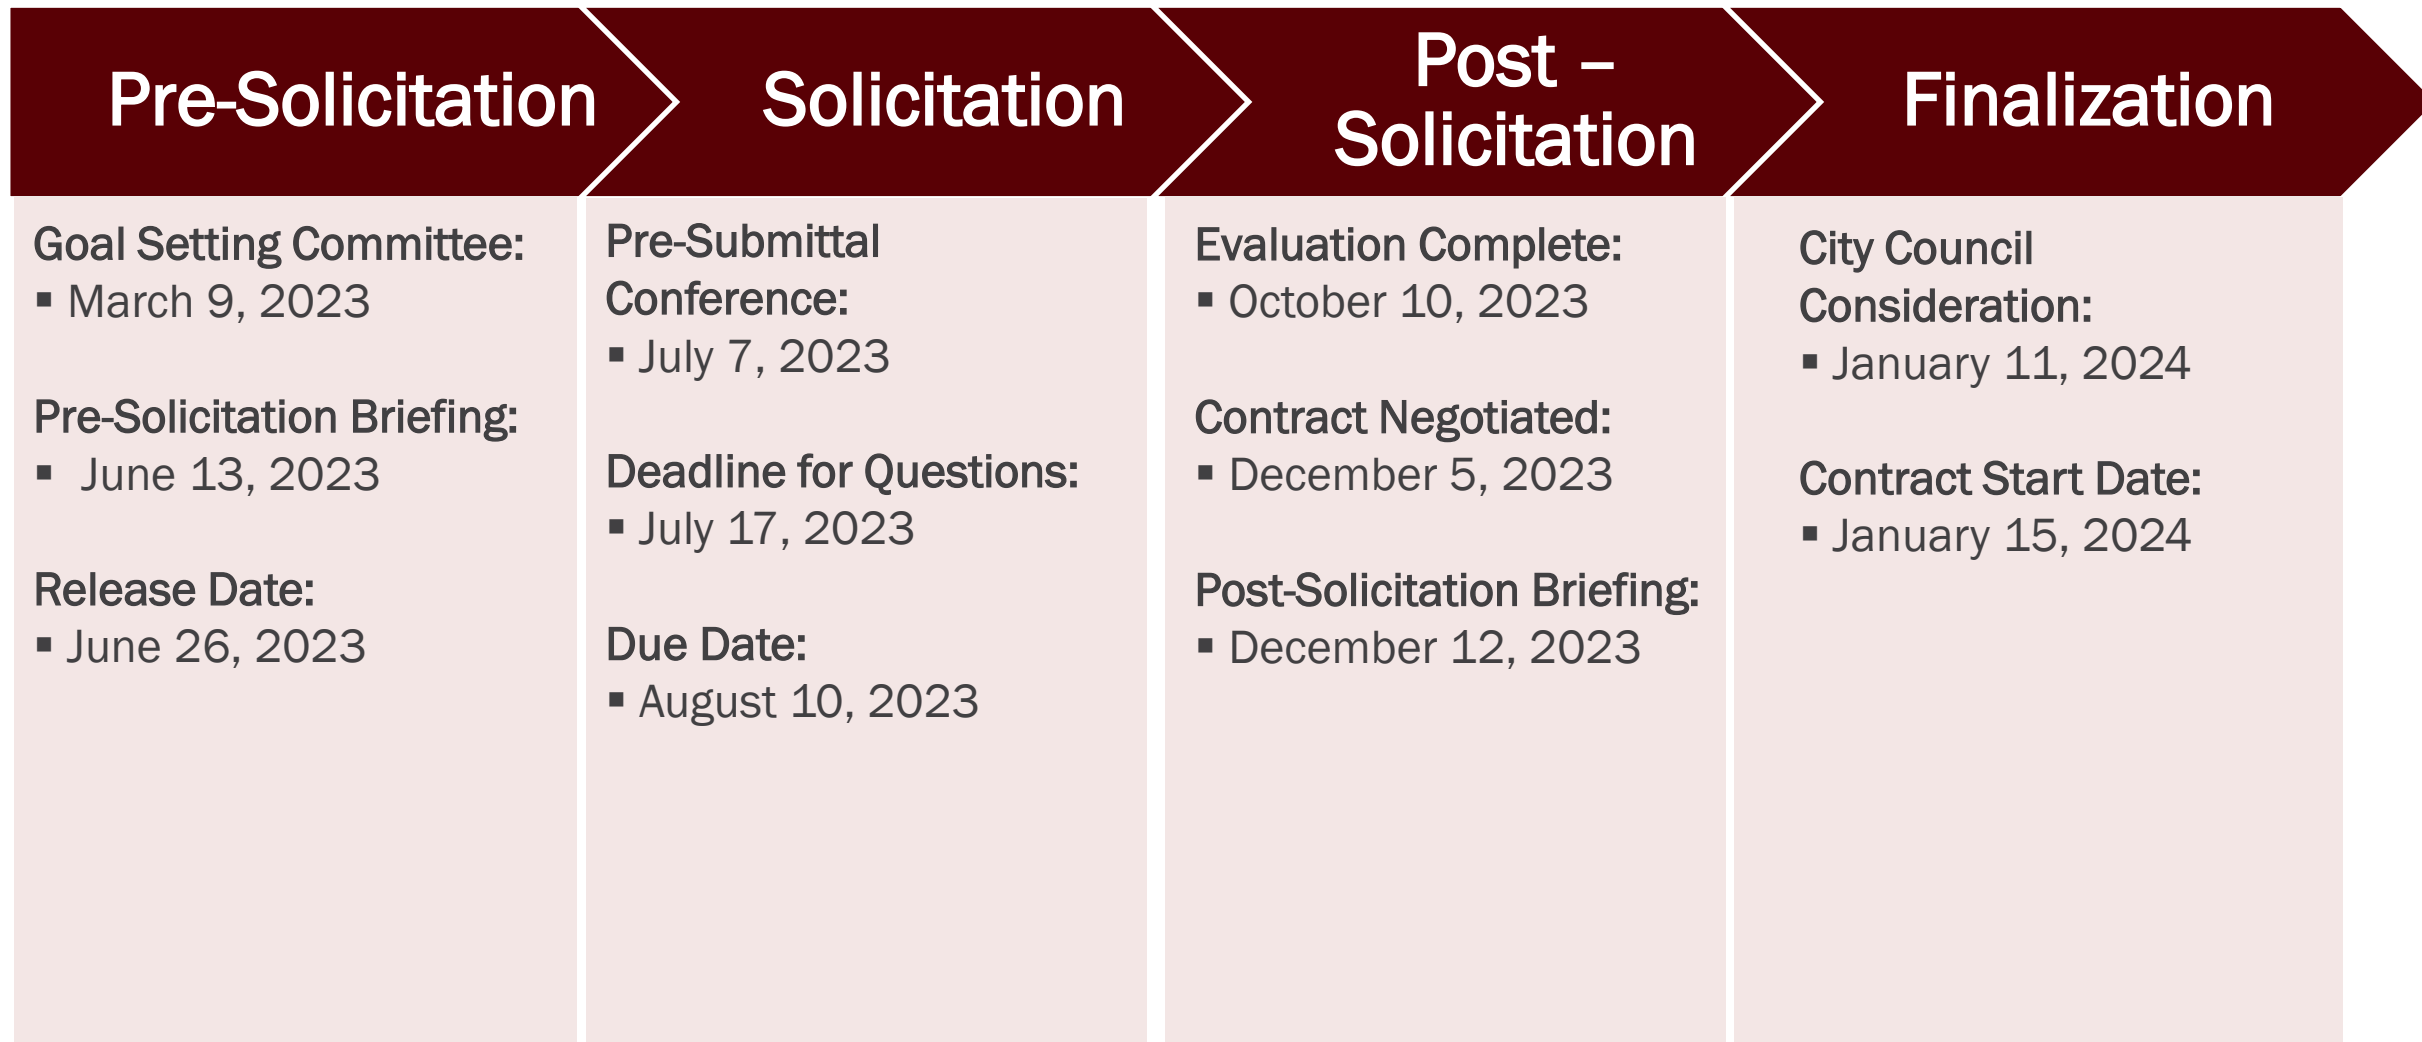 Pre-Solicitation
Goal Setting Committee:
▪ March 9, 2023
Pre-Solicitation Briefing:
▪ June 13, 2023
Release Date:
▪ June 26, 2023
Solicitation
Pre-Submittal
Conference:
▪ July 7, 2023
Deadline for Questions:
▪ July 17, 2023
Due Date:
▪ August 10, 2023
Post –
Solicitation
Evaluation Complete:
▪ October 10, 2023
Contract Negotiated:
▪ December 5, 2023
Post-Solicitation Briefing:
▪ December 12, 2023
Finalization
City Council
Consideration:
▪ January 11, 2024
Contract Start Date:
▪ January 15, 2024